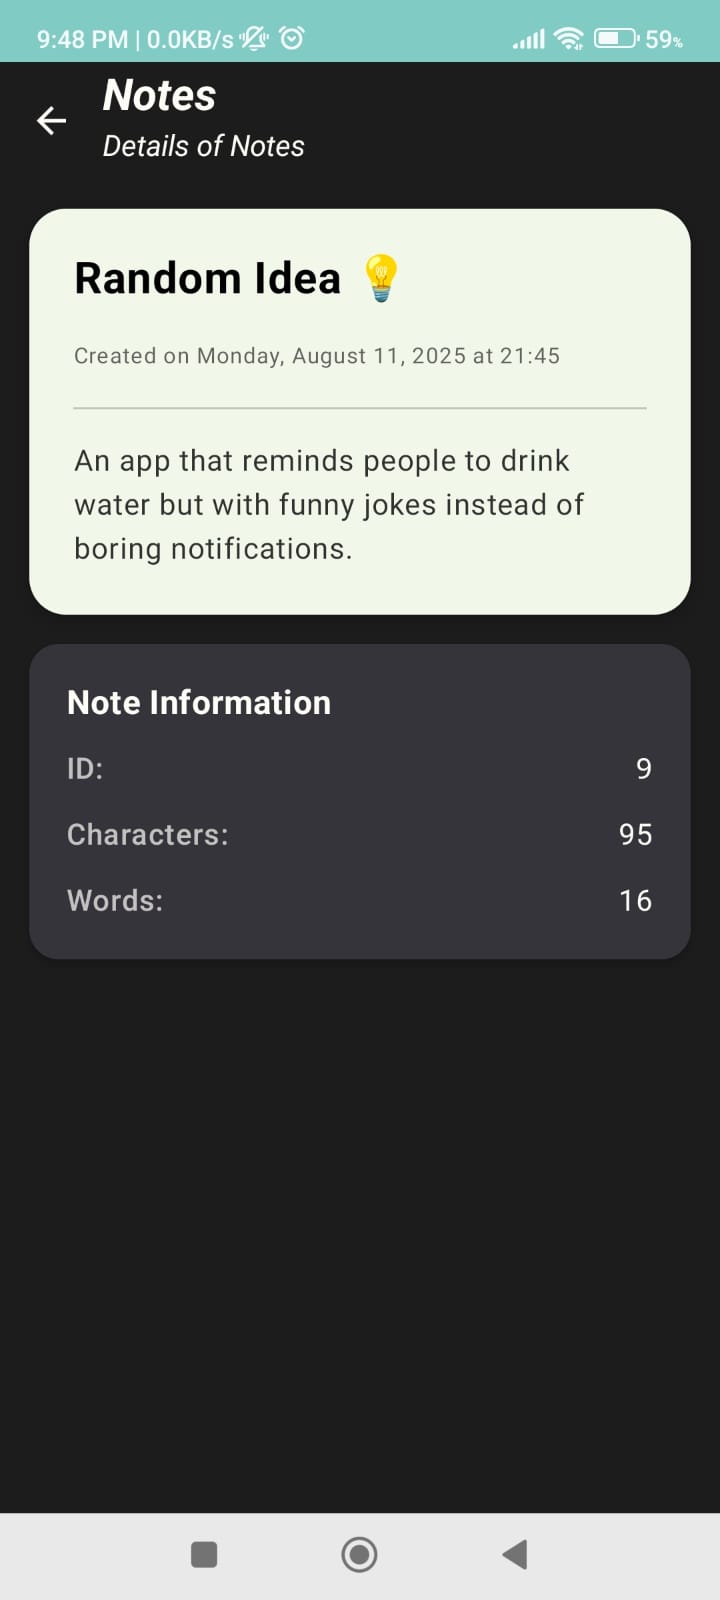 9:48 PM | 0.0KB/s 59%
Notes
Details of Notes
Random Idea 💡
Created on Monday, August 11, 2025 at 21:45
An app that reminds people to drink
water but with funny jokes instead of
boring notifications.
Note Information
ID: 9
Characters: 95
Words: 16